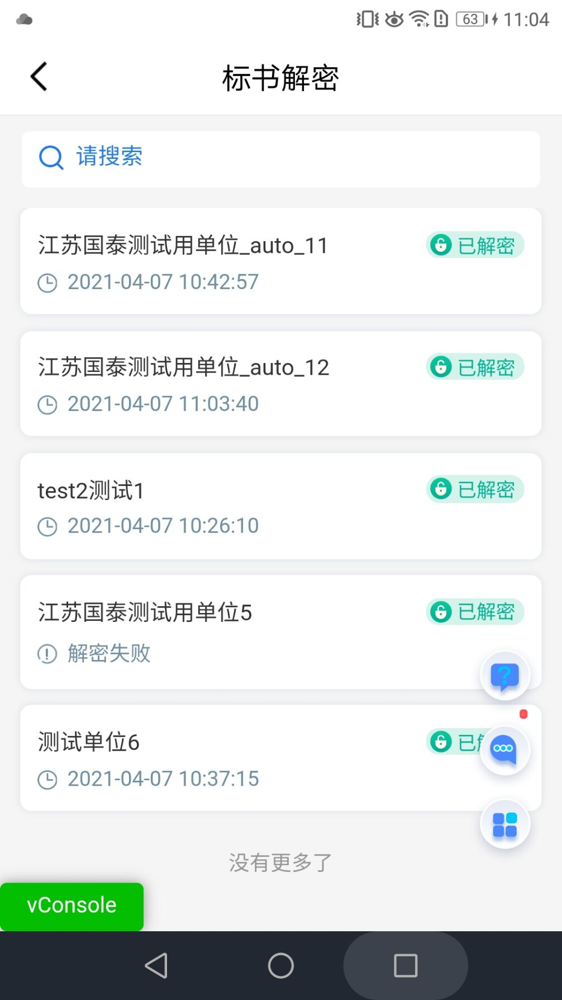 63 11:04
标书解密
请搜索
江苏国泰测试用单位_auto_11 已解密
2021-04-07 10:42:57
江苏国泰测试用单位_auto_12 已解密
2021-04-07 11:03:40
test2测试1 已解密
2021-04-07 10:26:10
江苏国泰测试用单位5 已解密
解密失败
测试单位6 已
2021-04-07 10:37:15
没有更多了
vConsole